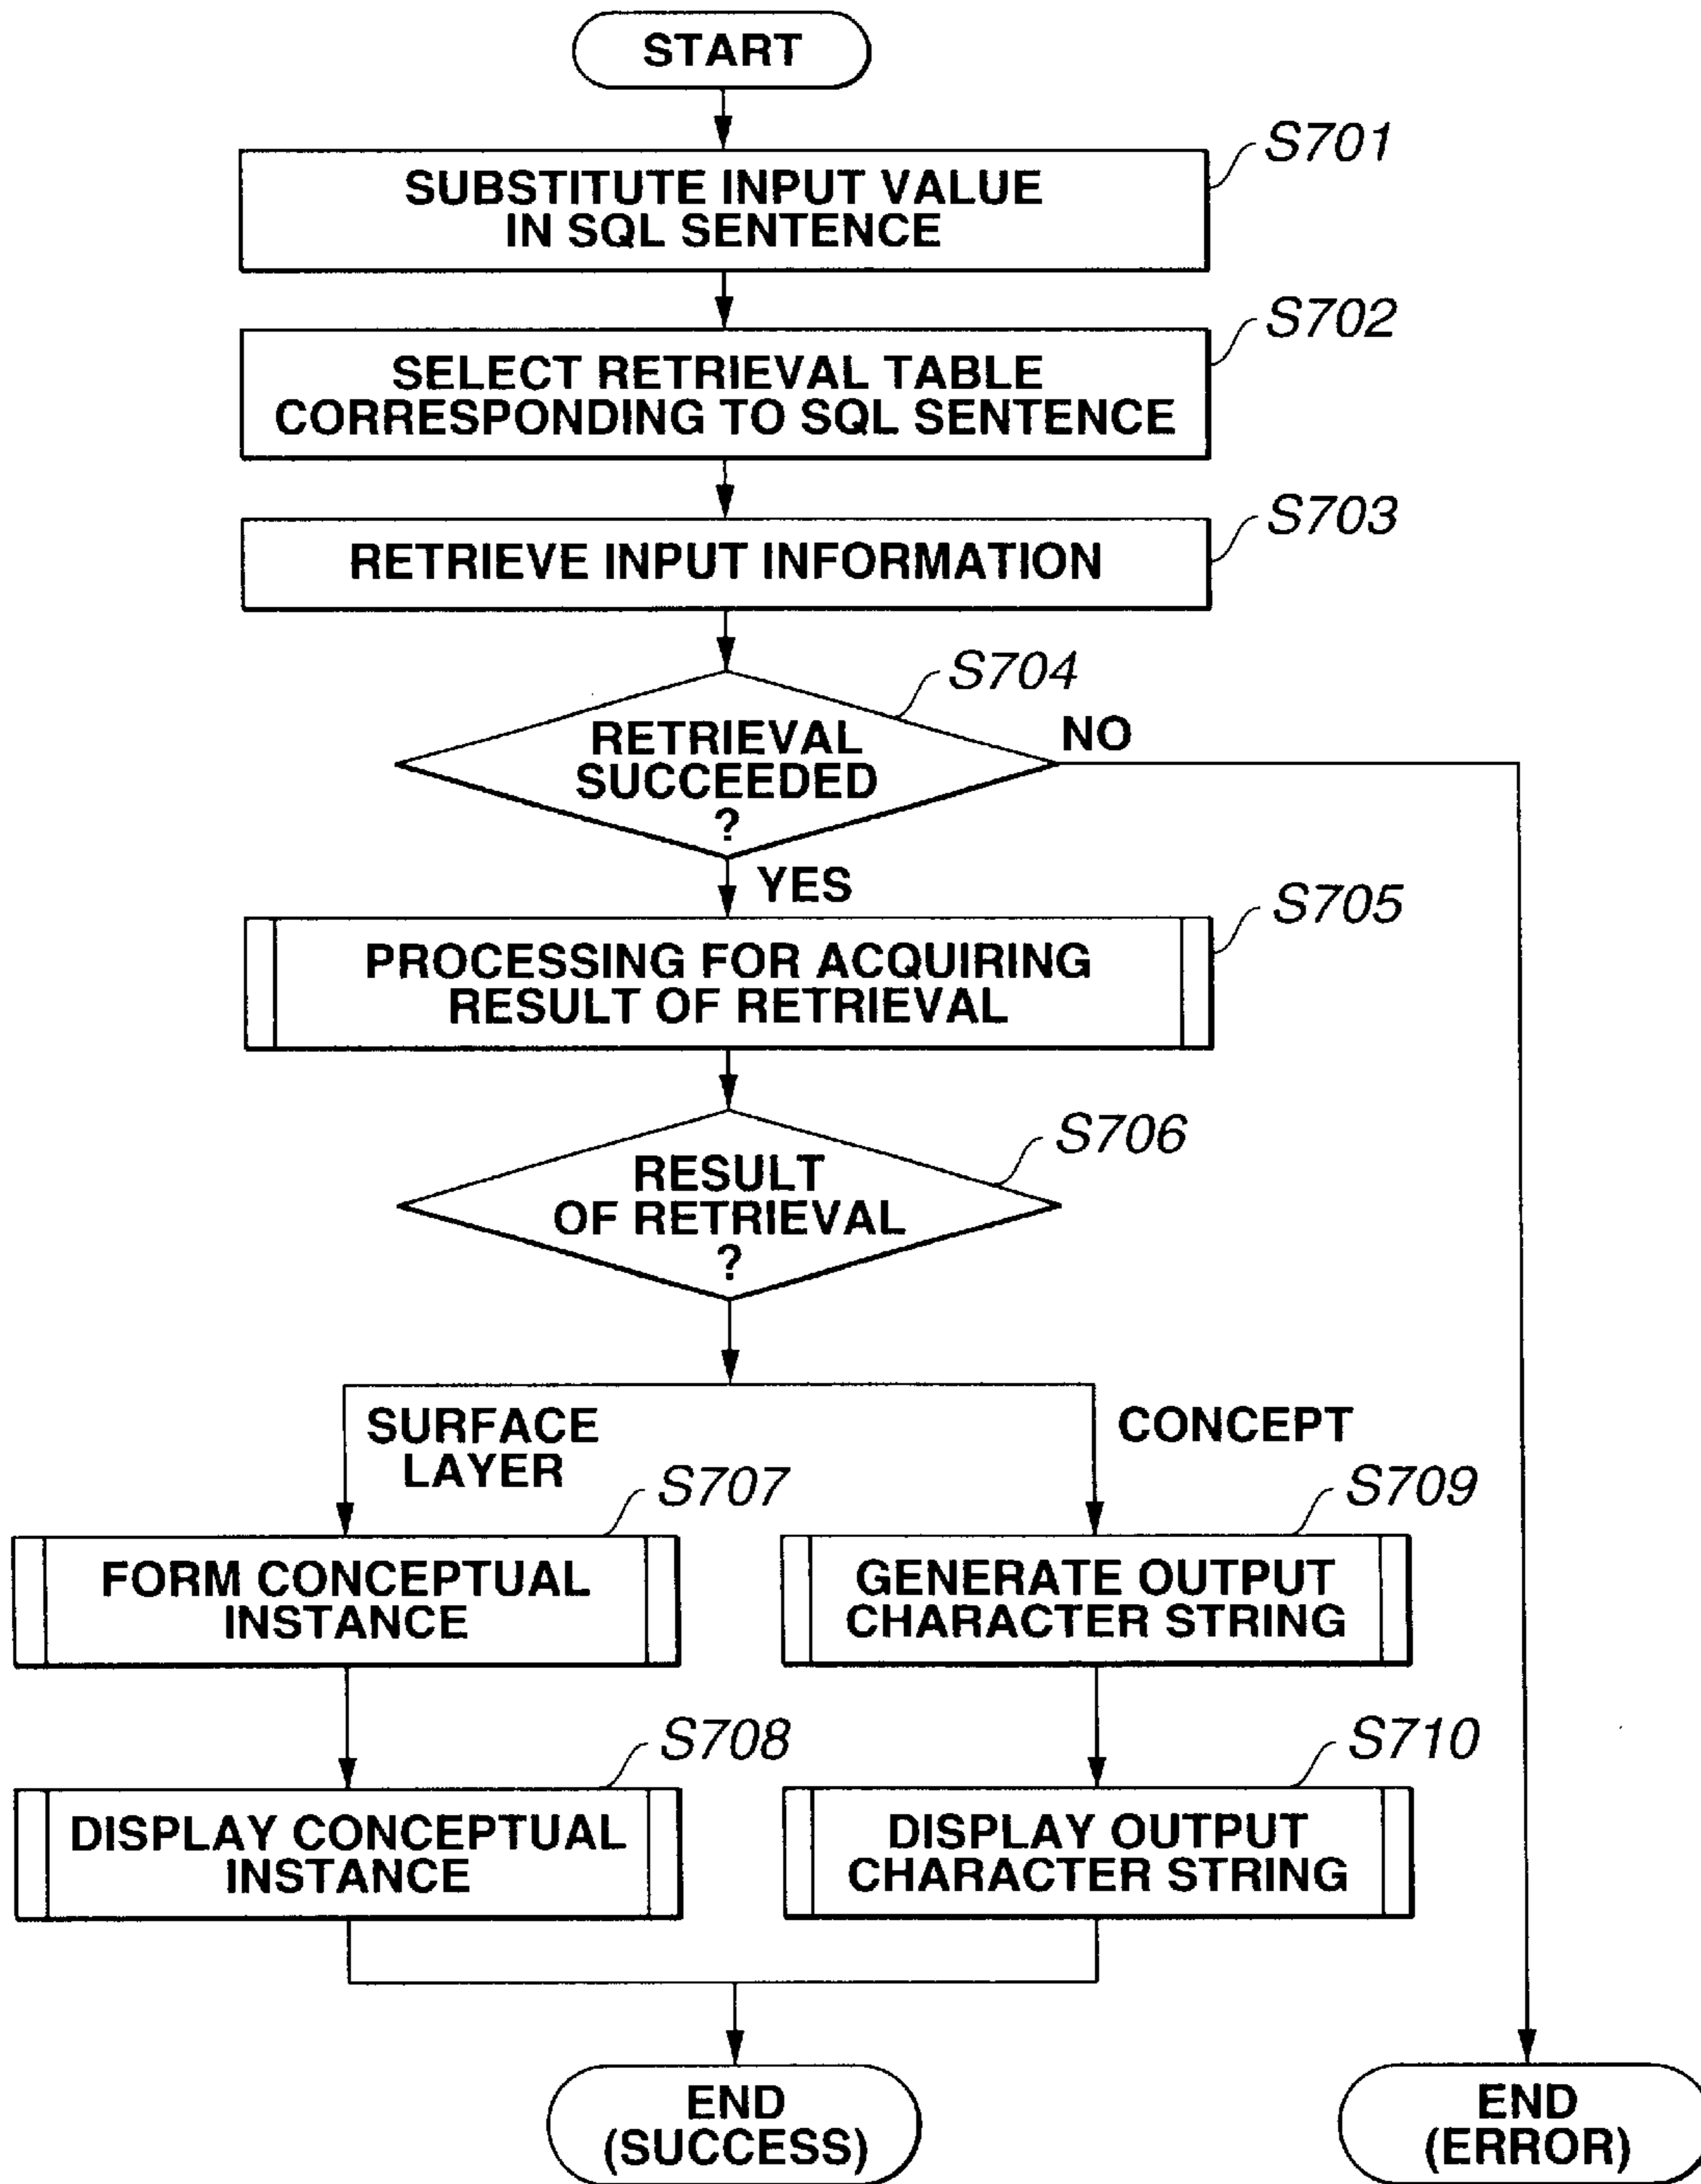 START
S701
SUBSTITUTE INPUT VALUE
IN SQL SENTENCE
S702
SELECT RETRIEVAL TABLE
CORRESPONDING TO SQL SENTENCE
S703
RETRIEVE INPUT INFORMATION
S704
RETRIEVAL
SUCCEEDED
?
NO
YES
S705
PROCESSING FOR ACQUIRING
RESULT OF RETRIEVAL
S706
RESULT
OF RETRIEVAL
?
SURFACE
LAYER
CONCEPT
S707
FORM CONCEPTUAL
INSTANCE
S709
GENERATE OUTPUT
CHARACTER STRING
S708
DISPLAY CONCEPTUAL
INSTANCE
S710
DISPLAY OUTPUT
CHARACTER STRING
END
(SUCCESS)
END
(ERROR)